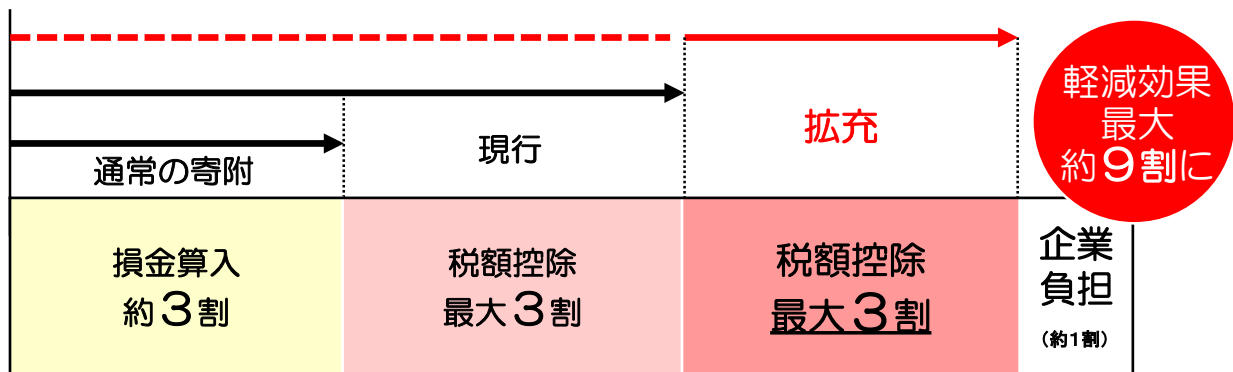 通常の寄附
現行
拡充
軽減効果
最大
約9割に
損金算入
約3割
税額控除
最大3割
税額控除
最大3割
企業
負担
(約1割)